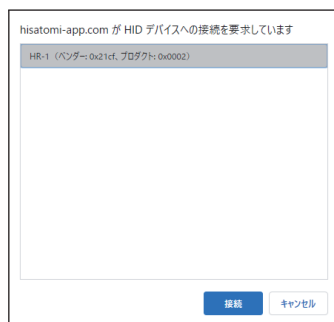 hisatomi-app.com が HID デバイスへの接続を要求しています
HR-1（ベンダー: 0x21cf、プロダクト: 0x0002）
接続
キャンセル